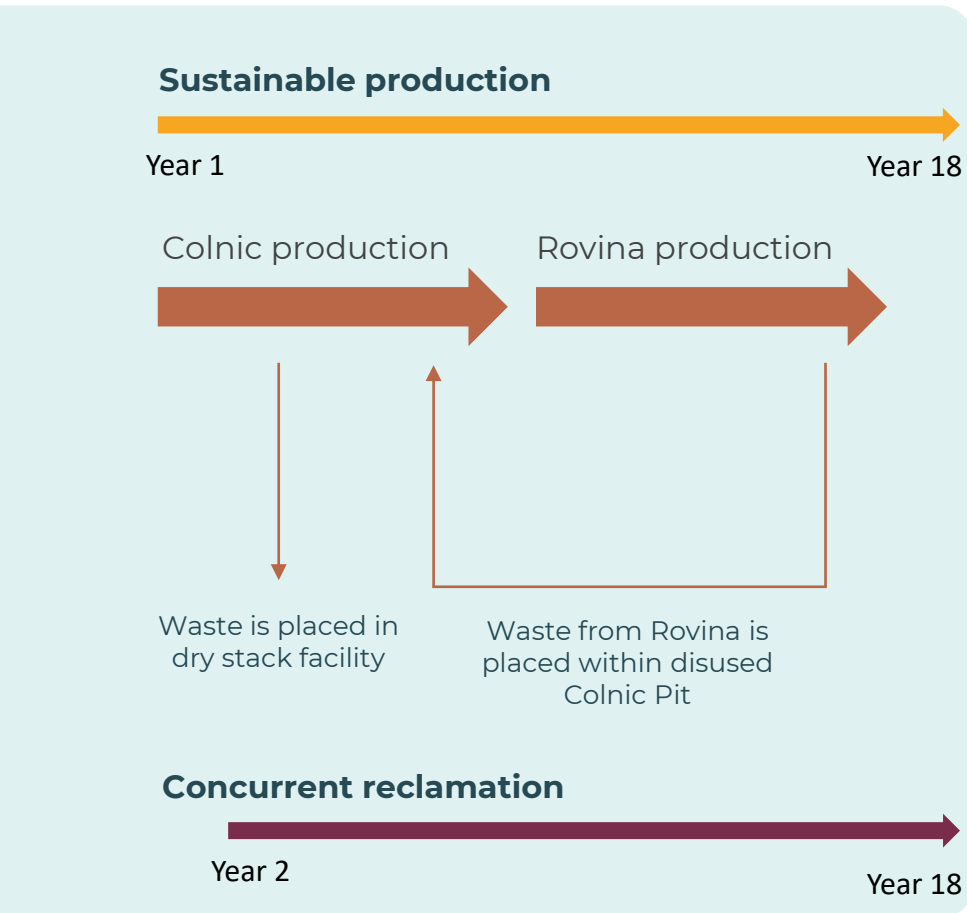 Sustainable production
Year 1
Year 18
Colnic production
Rovina production
Waste is placed in
dry stack facility
Waste from Rovina is
placed within disused
Colnic Pit
Concurrent reclamation
Year 2
Year 18